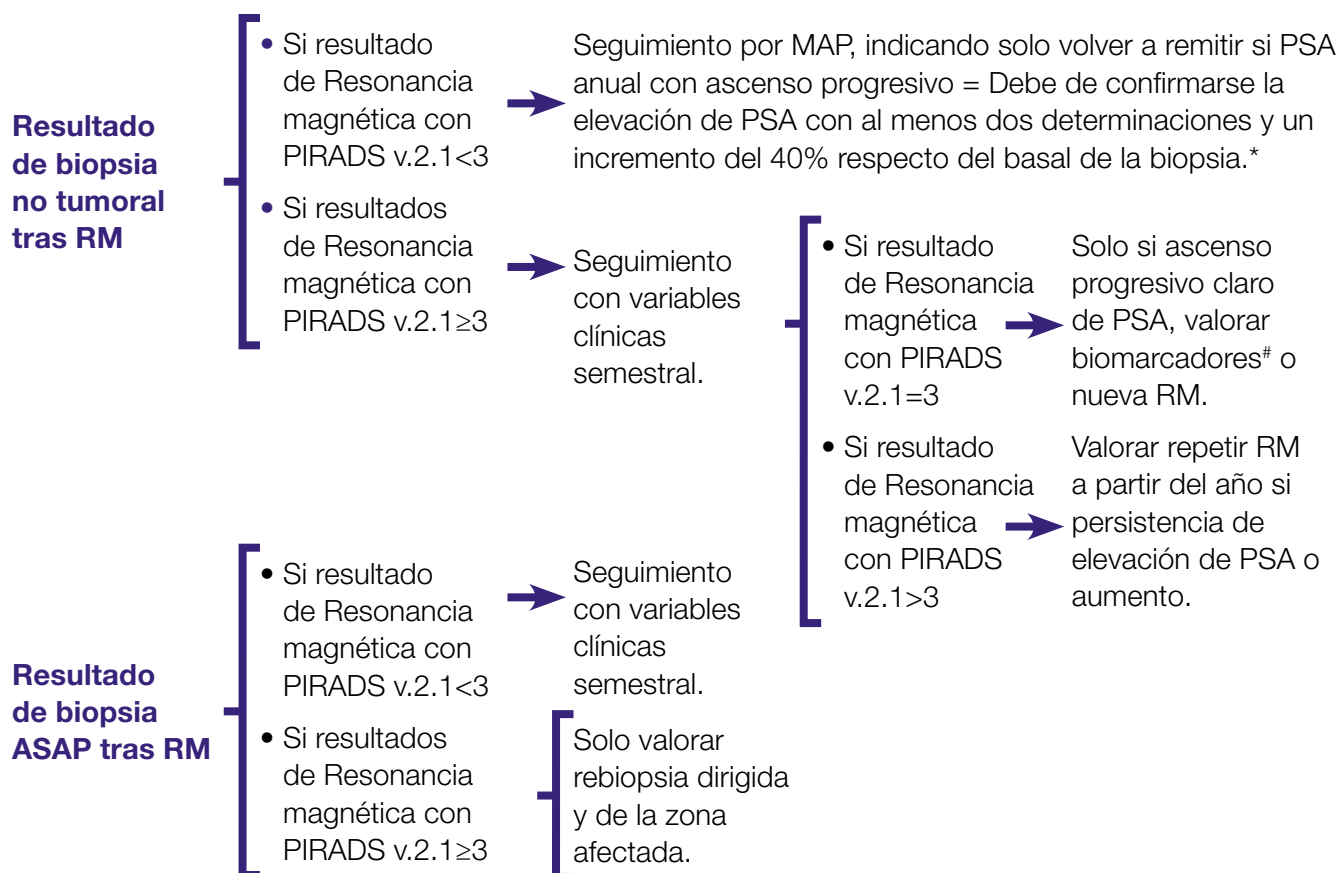 Resultado
de biopsia
no tumoral
tras RM
• Si resultado
de Resonancia
magnética con
PIRADS v.2.1<3
Seguimiento por MAP, indicando solo volver a remitir si PSA
anual con ascenso progresivo = Debe de confirmarse la
elevación de PSA con al menos dos determinaciones y un
incremento del 40% respecto del basal de la biopsia.*
• Si resultados
de Resonancia
magnética con
PIRADS v.2.1≥3
Seguimiento
con variables
clínicas
semestral.
• Si resultado
de Resonancia
magnética
con PIRADS
v.2.1=3
Solo si ascenso
progresivo claro
de PSA, valorar
biomarcadores# o
nueva RM.
• Si resultado
de Resonancia
magnética
con PIRADS
v.2.1>3
Valorar repetir RM
a partir del año si
persistencia de
elevación de PSA o
aumento.
Resultado
de biopsia
ASAP tras RM
• Si resultado
de Resonancia
magnética con
PIRADS v.2.1<3
Seguimiento
con variables
clínicas
semestral.
• Si resultados
de Resonancia
magnética con
PIRADS v.2.1≥3
Solo valorar
rebiopsia dirigida
y de la zona
afectada.